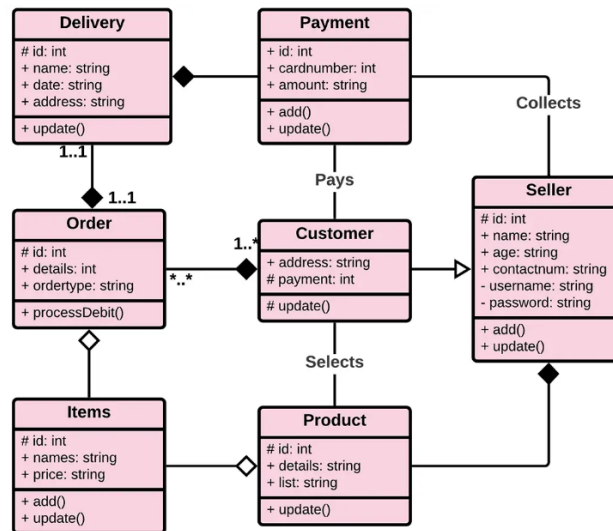 Delivery
# id: int
+ name: string
+ date: string
+ address: string
+ update()
Payment
+ id: int
+ cardnumber: int
+ amount: string
+ add()
+ update()
Collects
1..1
1..1
Pays
Order
# id: int
+ details: int
+ ordertype: string
+ processDebit()
1..*
*..*
Customer
+ address: string
# payment: int
# update()
Seller
# id: int
+ name: string
+ age: string
+ contactnum: string
- username: string
- password: string
+ add()
+ update()
Selects
Items
# id: int
+ names: string
+ price: string
+ add()
+ update()
Product
# id: int
+ details: string
+ list: string
+ update()